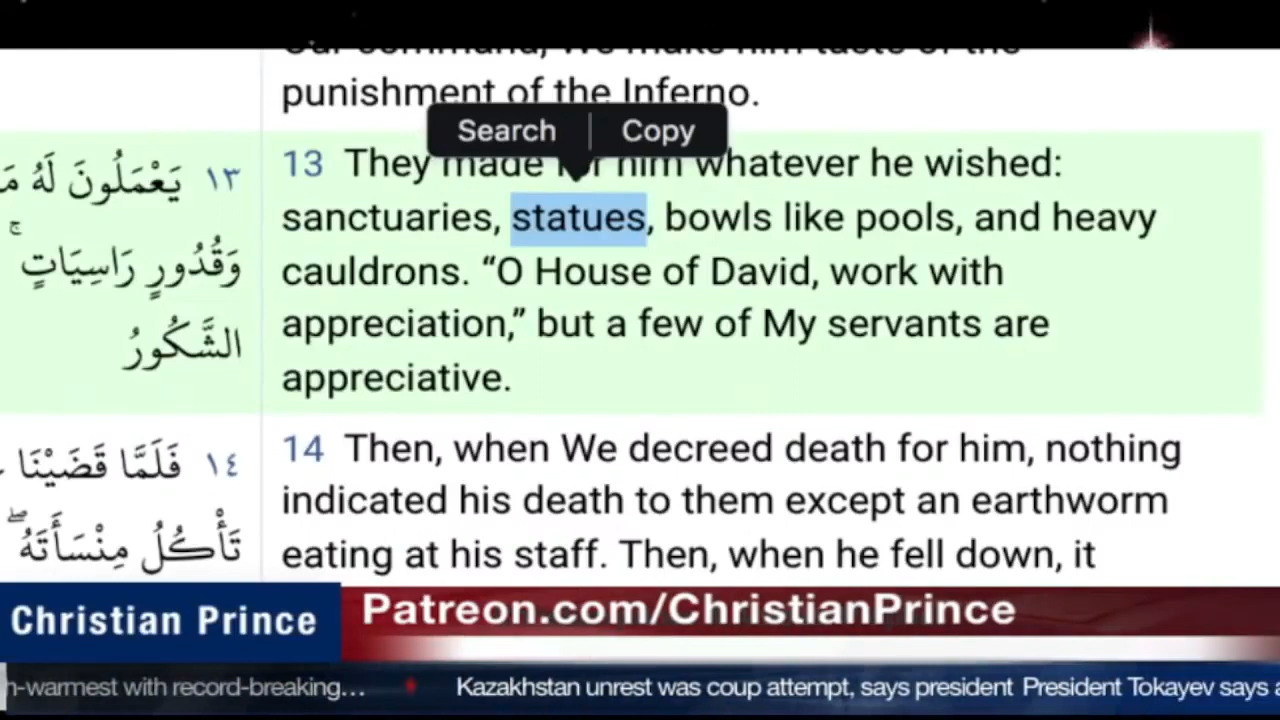 punishment of the Inferno.
Search
Copy
١٣ يَعْمَلُونَ لَهُ
13 They made for him whatever he wished:
sanctuaries, statues, bowls like pools, and heavy
وَقُدُورٍ رَاسِيَاتٍ ۚ
cauldrons. “O House of David, work with
appreciation,” but a few of My servants are
الشَّكُورُ
appreciative.
١٤ فَلَمَّا قَضَيْنَا
14 Then, when We decreed death for him, nothing
indicated his death to them except an earthworm
تَأْكُلُ مِنْسَأَتَهُ ۖ
eating at his staff. Then, when he fell down, it
Christian Prince
Patreon.com/ChristianPrince
n-warmest with record-breaking... Kazakhstan unrest was coup attempt, says president President Tokayev says